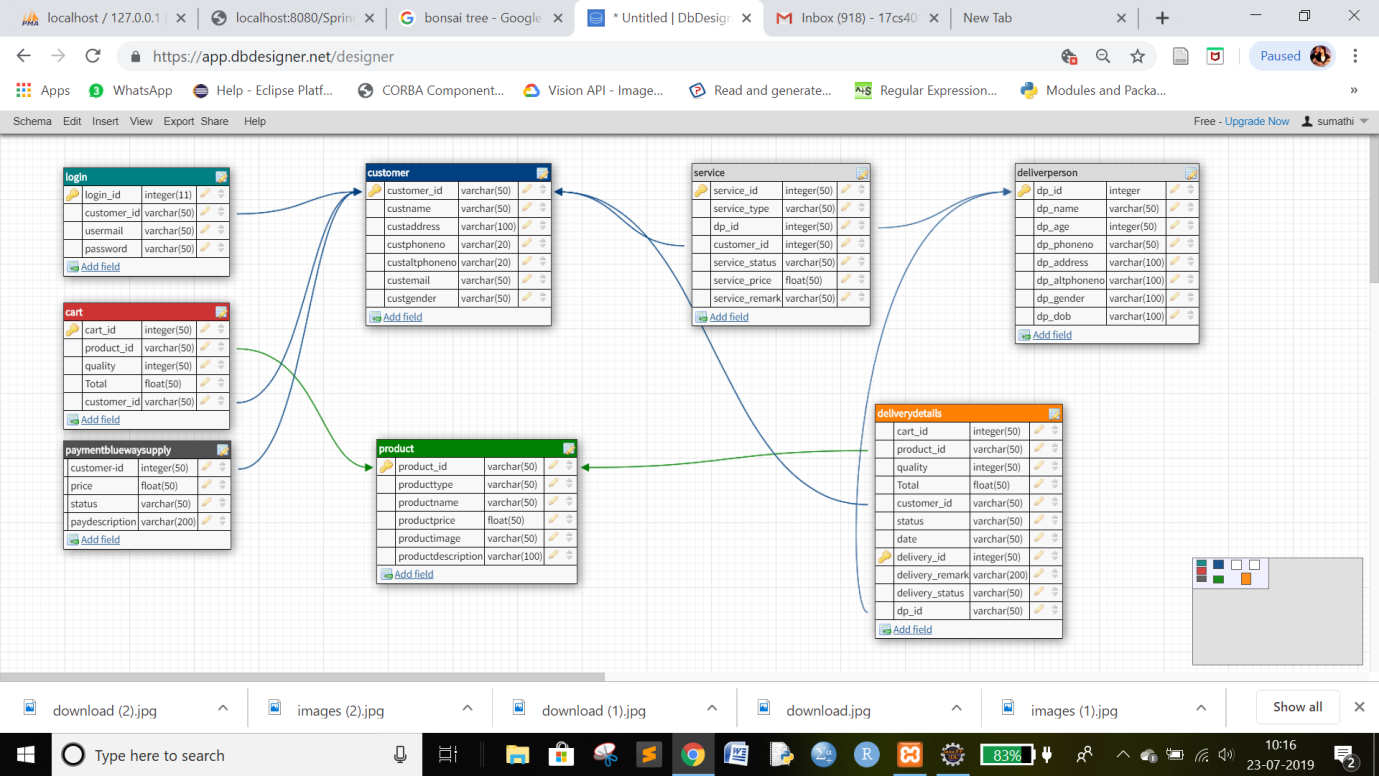 localhost / 127.0.0.1
localhost:8080/Spring
bonsai tree - Google
* Untitled | DbDesign
Inbox (918) - 17cs40
New Tab
https://app.dbdesigner.net/designer
Paused
Apps
WhatsApp
Help - Eclipse Platf...
CORBA Component...
Vision API - Image...
Read and generate...
Regular Expression...
Modules and Packa...
»
Schema Edit Insert View Export Share Help
Free - Upgrade Now sumathi
login
login_id integer(11)
customer_id varchar(50)
usermail varchar(50)
password varchar(50)
Add field
cart
cart_id integer(50)
product_id varchar(50)
quality integer(50)
Total float(50)
customer_id varchar(50)
Add field
paymentbluewaysupply
customer-id integer(50)
price float(50)
status varchar(50)
paydescription varchar(200)
Add field
customer
customer_id varchar(50)
custname varchar(50)
custaddress varchar(100)
custphoneno varchar(20)
custaltphoneno varchar(20)
custemail varchar(50)
custgender varchar(50)
Add field
product
product_id varchar(50)
producttype varchar(50)
productname varchar(50)
productprice float(50)
productimage varchar(50)
productdescription varchar(100)
Add field
service
service_id integer(50)
service_type varchar(50)
dp_id integer(50)
customer_id integer(50)
service_status varchar(50)
service_price float(50)
service_remark varchar(50)
Add field
deliverperson
dp_id integer
dp_name varchar(50)
dp_age integer(50)
dp_phoneno varchar(50)
dp_address varchar(100)
dp_altphoneno varchar(100)
dp_gender varchar(100)
dp_dob varchar(100)
Add field
deliverydetails
cart_id integer(50)
product_id varchar(50)
quality integer(50)
Total float(50)
customer_id varchar(50)
status varchar(50)
date varchar(50)
delivery_id integer(50)
delivery_remark varchar(200)
delivery_status varchar(50)
dp_id varchar(50)
Add field
download (2).jpg
images (2).jpg
download (1).jpg
download.jpg
images (1).jpg
Show all
Type here to search
83%
10:16
23-07-2019
2